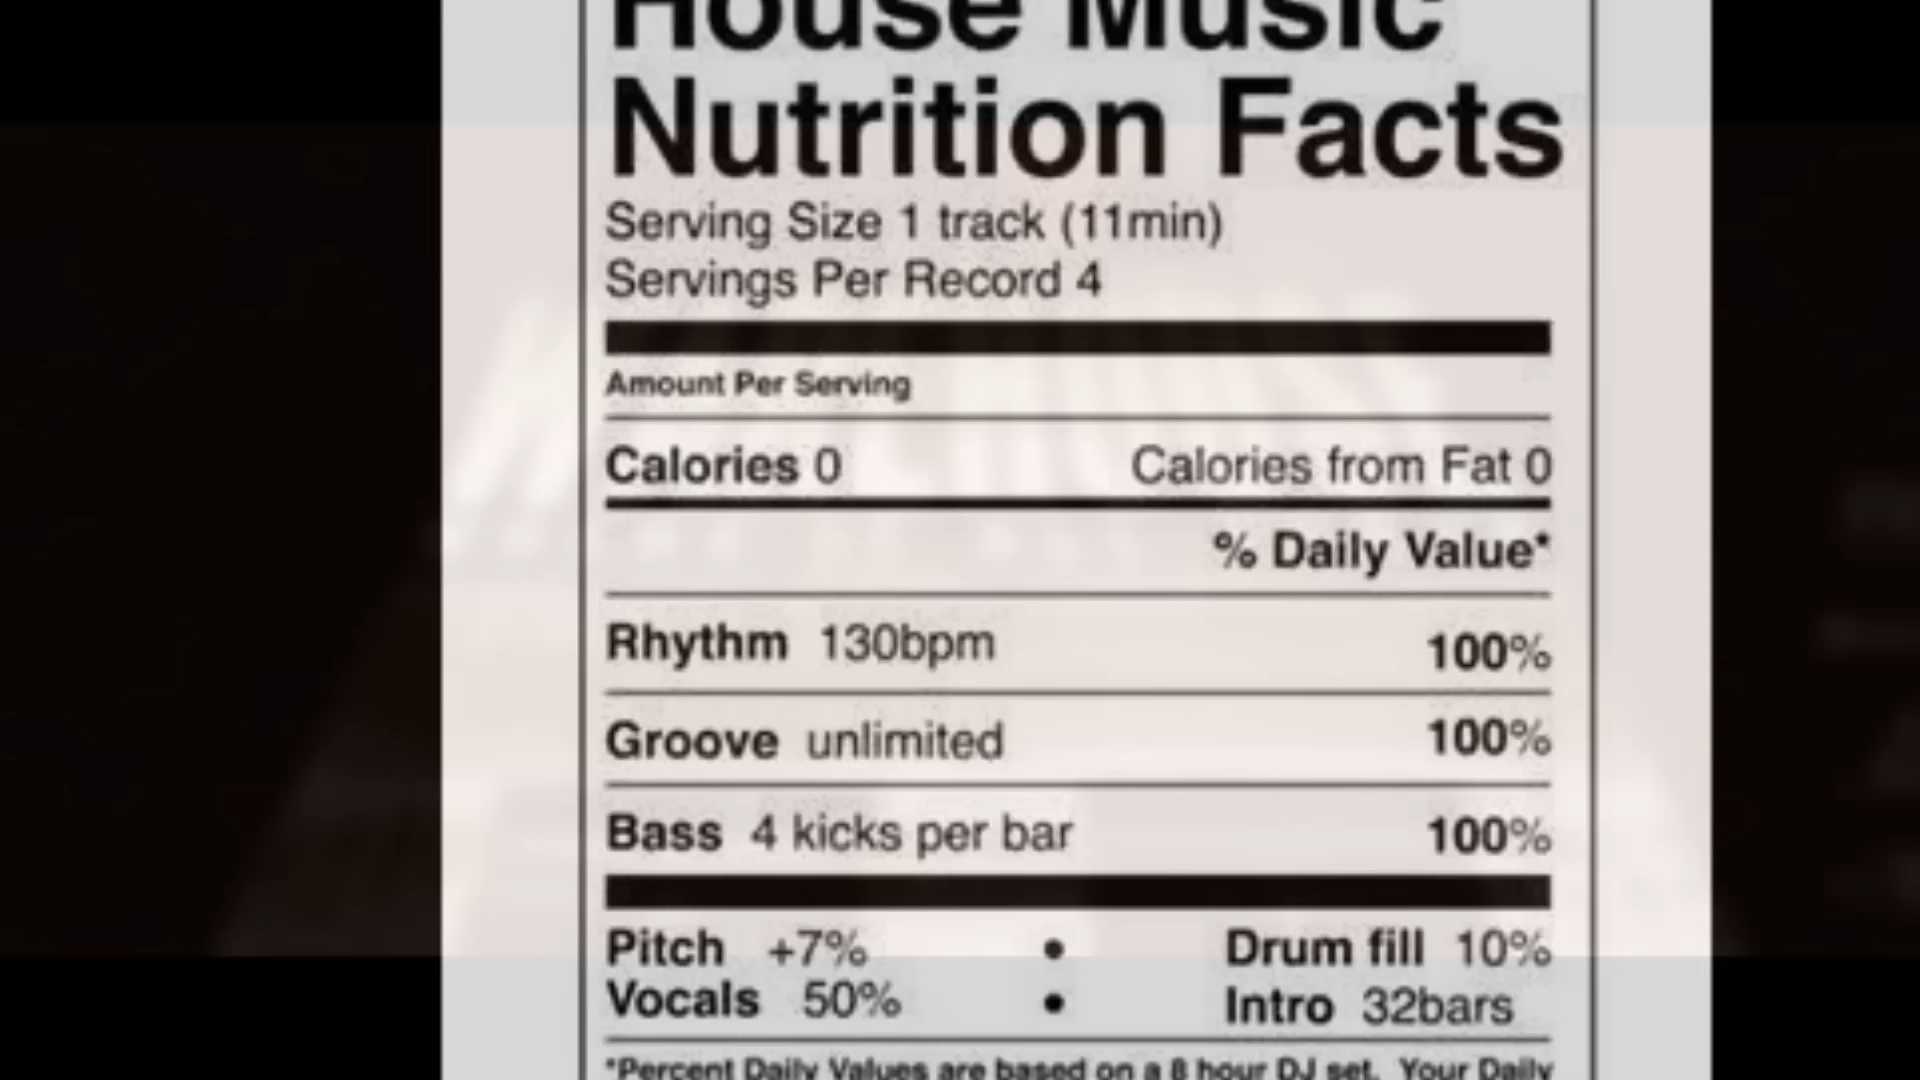 House Music
Nutrition Facts
Serving Size 1 track (11min)
Servings Per Record 4
Amount Per Serving
Calories 0 Calories from Fat 0
% Daily Value*
Rhythm 130bpm 100%
Groove unlimited 100%
Bass 4 kicks per bar 100%
Pitch +7% • Drum fill 10%
Vocals 50% • Intro 32bars
*Percent Daily Values are based on a 8 hour DJ set. Your Daily